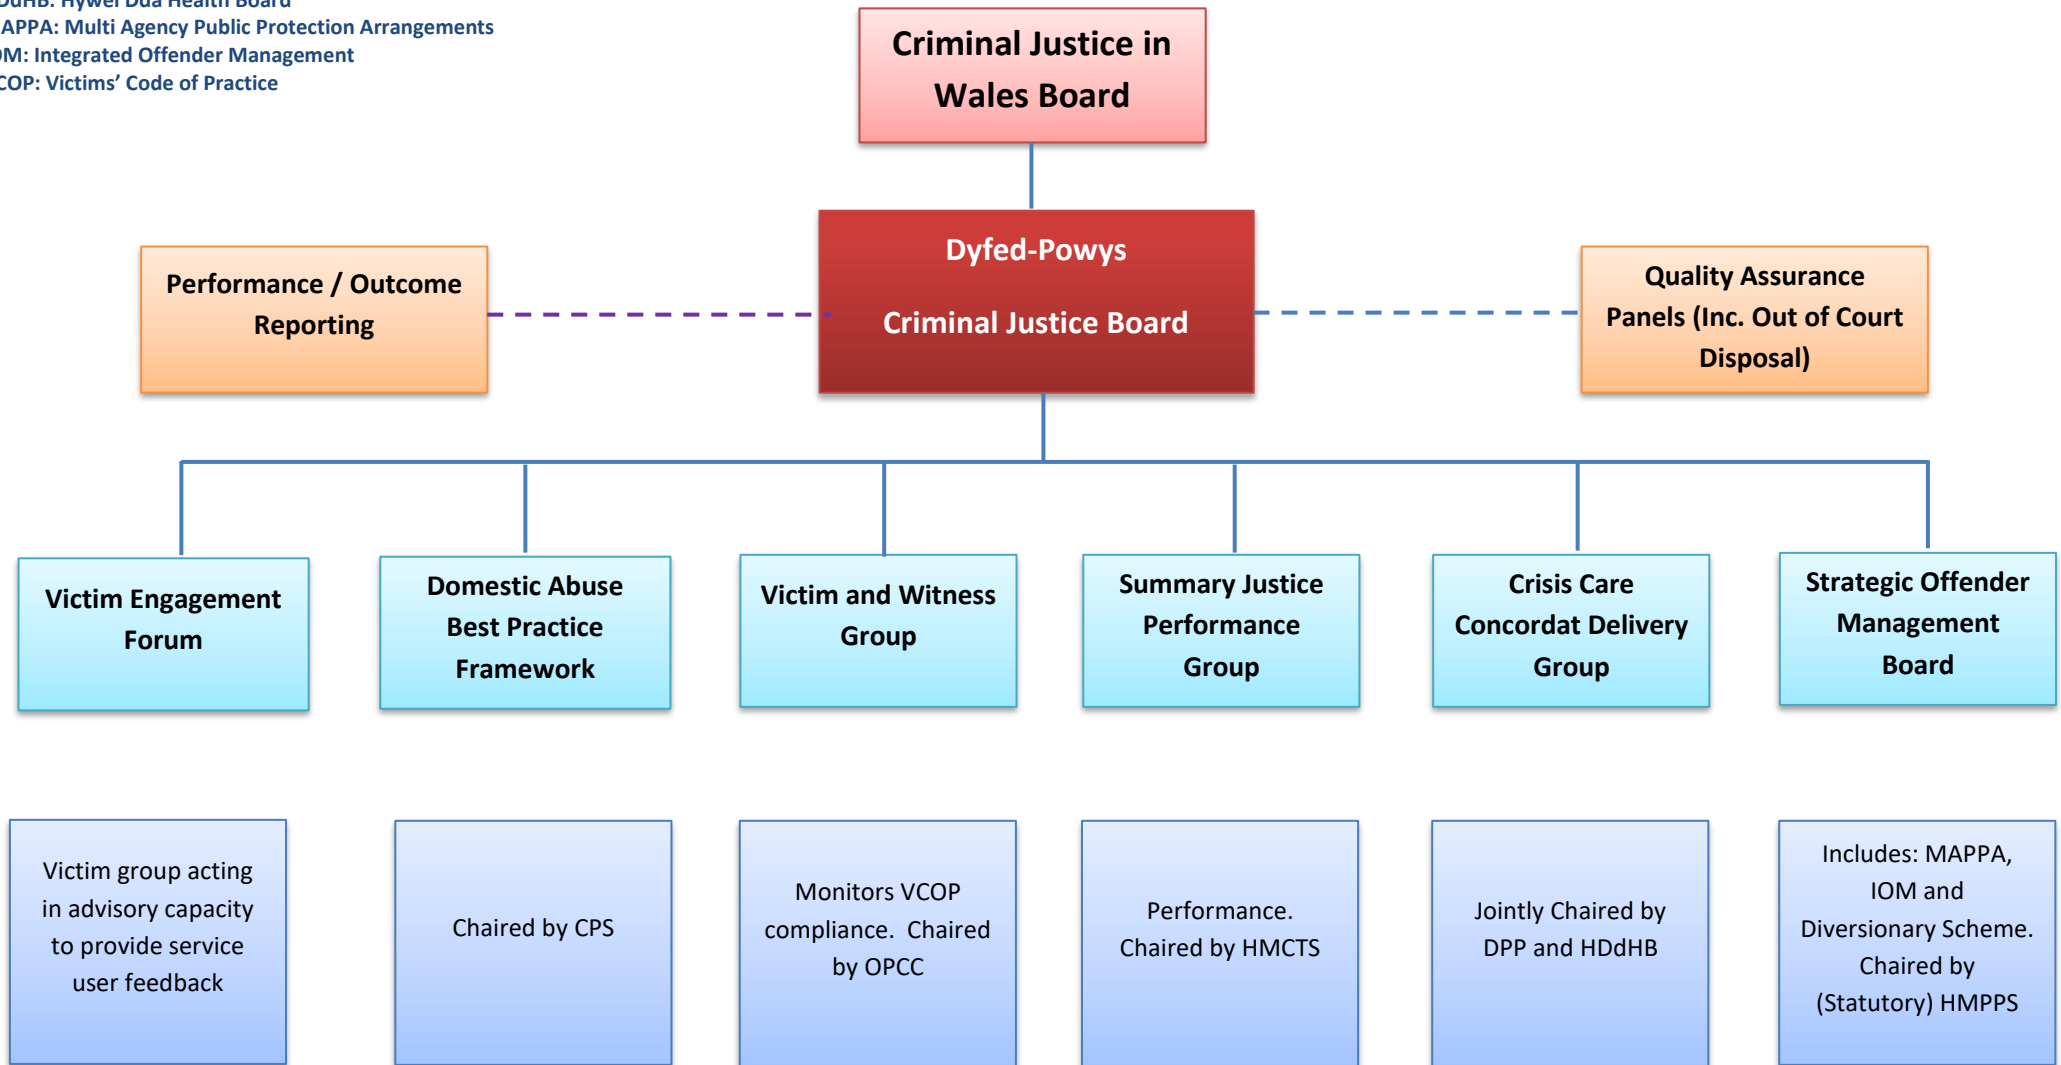 DdHB: Hywel Dda Health Board
APPA: Multi Agency Public Protection Arrangements
OM: Integrated Offender Management
COP: Victims’ Code of Practice
Criminal Justice in
Wales Board
Dyfed-Powys
Criminal Justice Board
Performance / Outcome
Reporting
Quality Assurance
Panels (Inc. Out of Court
Disposal)
Victim Engagement
Forum
Domestic Abuse
Best Practice
Framework
Victim and Witness
Group
Summary Justice
Performance
Group
Crisis Care
Concordat Delivery
Group
Strategic Offender
Management
Board
Victim group acting
in advisory capacity
to provide service
user feedback
Chaired by CPS
Monitors VCOP
compliance.  Chaired
by OPCC
Performance.
Chaired by HMCTS
Jointly Chaired by
DPP and HDdHB
Includes: MAPPA,
IOM and
Diversionary Scheme.
Chaired by
(Statutory) HMPPS